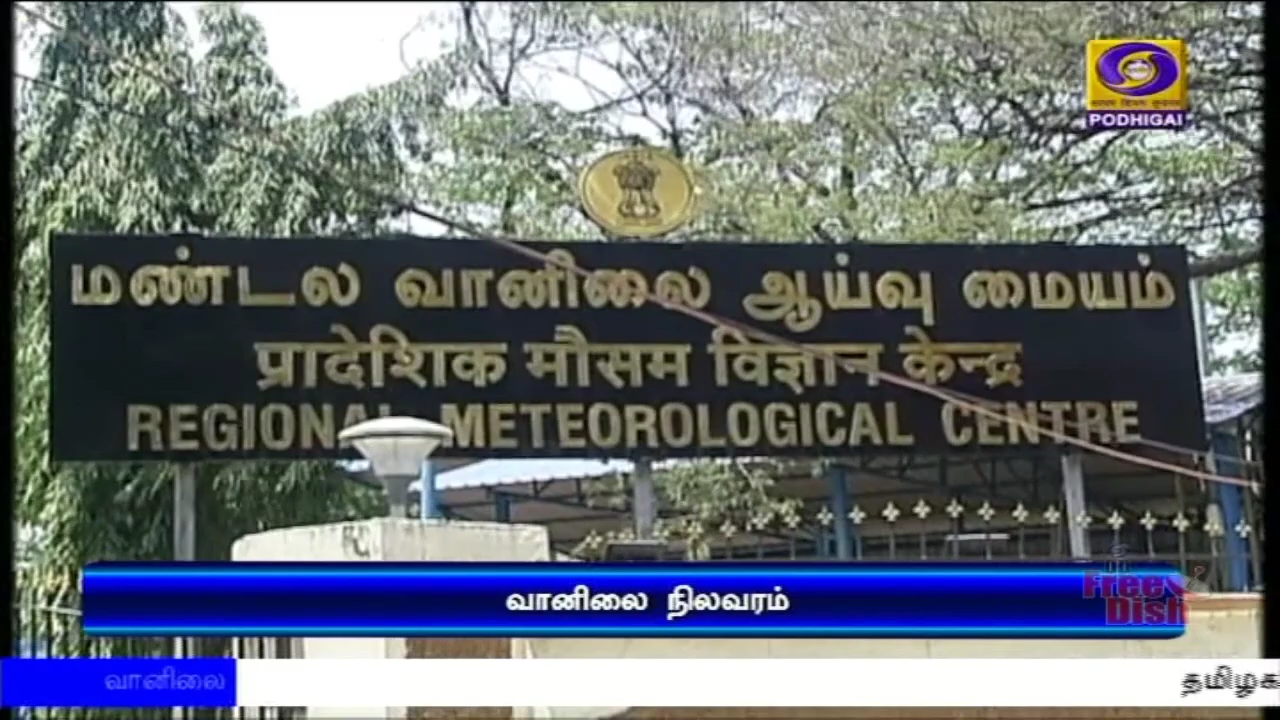 PODHIGAI
மண்டல வானிலை ஆய்வு மையம்
प्रादेशिक मौसम विज्ञान केन्द्र
REGIONAL METEOROLOGICAL CENTRE
வானிலை நிலவரம்
Free
Dish
வானிலை
தமிழக